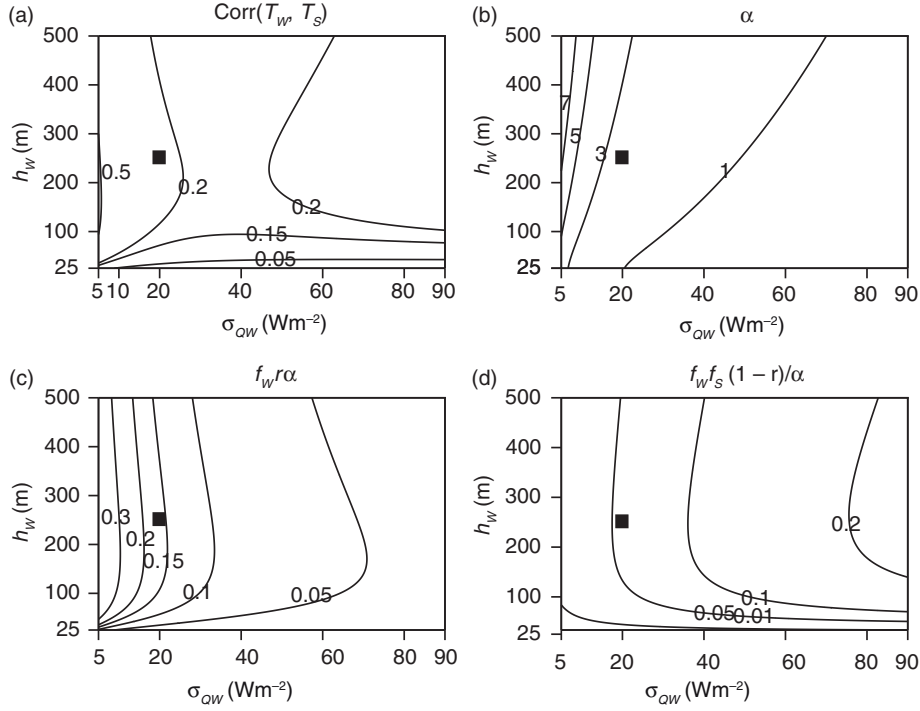 (a) Corr(T_W, T_S)
500
400
300
200
100
25
h_W (m)
0.5
0.2
0.2
0.15
0.05
5 10 20 40 60 80 90
σ_QW (Wm⁻²)
(b) α
500
400
300
200
100
25
h_W (m)
7
5
3
1
5 20 40 60 80 90
σ_QW (Wm⁻²)
(c) f_W rα
500
400
300
200
100
25
h_W (m)
0.3
0.2
0.15
0.1
0.05
5 20 40 60 80 90
σ_QW (Wm⁻²)
(d) f_W f_S (1 – r)/α
500
400
300
200
100
25
h_W (m)
0.2
0.1
0.05
0.01
5 20 40 60 80 90
σ_QW (Wm⁻²)